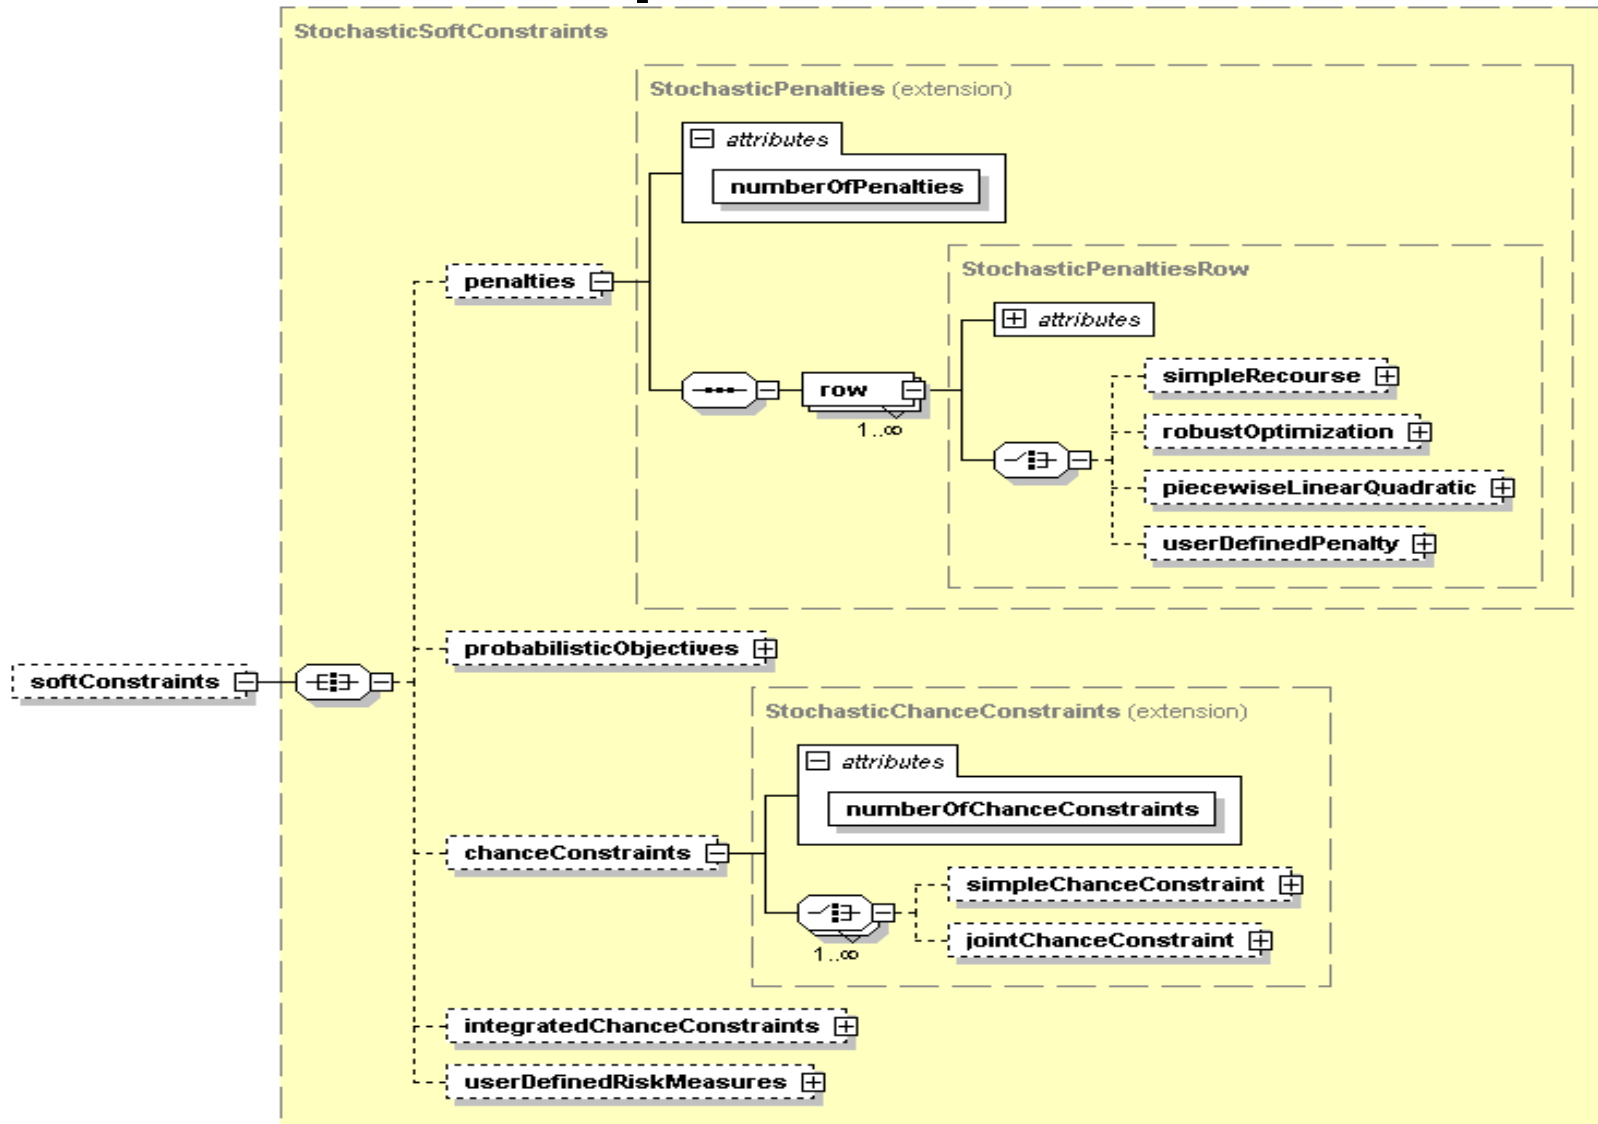 StochasticSoftConstraints
StochasticPenalties (extension)
attributes
numberOfPenalties
penalties
StochasticPenaltiesRow
attributes
row
1..∞
simpleRecourse
robustOptimization
piecewiseLinearQuadratic
userDefinedPenalty
probabilisticObjectives
softConstraints
StochasticChanceConstraints (extension)
attributes
numberOfChanceConstraints
chanceConstraints
simpleChanceConstraint
jointChanceConstraint
1..∞
integratedChanceConstraints
userDefinedRiskMeasures